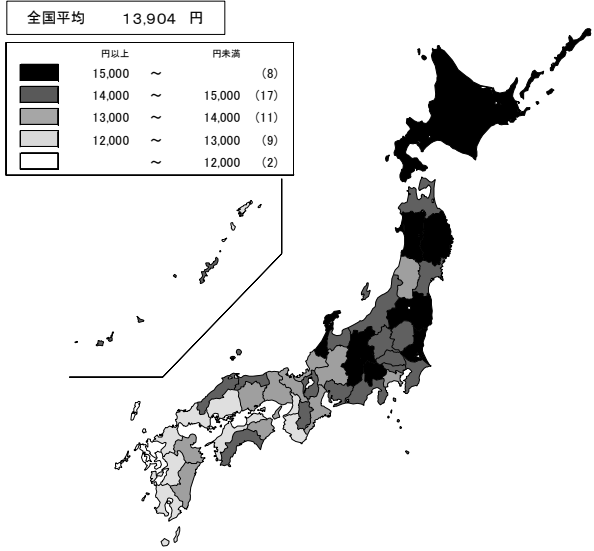 全国平均 13,904 円
円以上 円未満
15,000 ～ (8)
14,000 ～ 15,000 (17)
13,000 ～ 14,000 (11)
12,000 ～ 13,000 (9)
～ 12,000 (2)